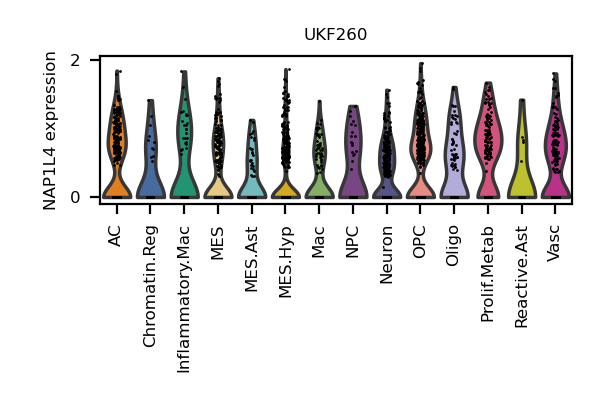 UKF260
NAP1L4 expression
2
0
AC
Chromatin.Reg
Inflammatory.Mac
MES
MES.Ast
MES.Hyp
Mac
NPC
Neuron
OPC
Oligo
Prolif.Metab
Reactive.Ast
Vasc